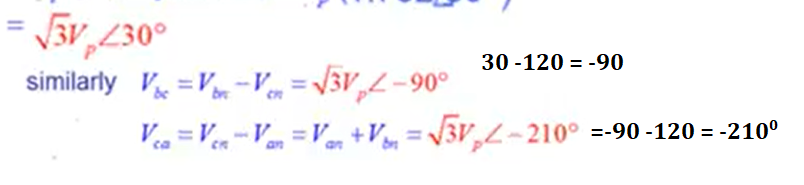 = √3V_p∠30°
similarly V_bc = V_bn − V_cn = √3V_p∠−90° 30 -120 = -90
V_ca = V_cn − V_an = V_an + V_bn = √3V_p∠−210° =-90 -120 = -210⁰